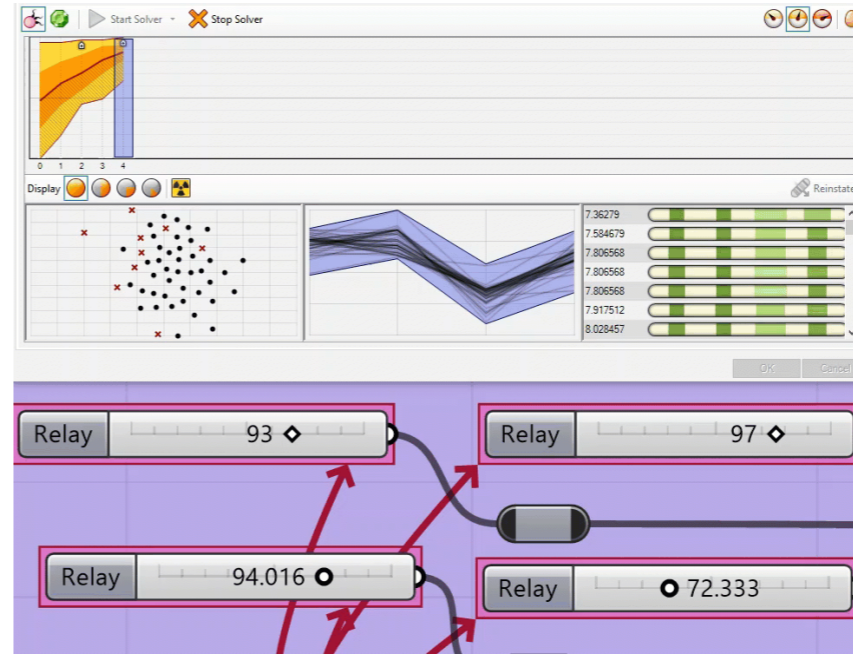 Start Solver Stop Solver
0 1 2 3 4
Display Reinstate
7.36279
7.584679
7.806568
7.806568
7.806568
7.917512
8.028457
OK Cancel
Relay 93 Relay 97
Relay 94.016 Relay 72.333